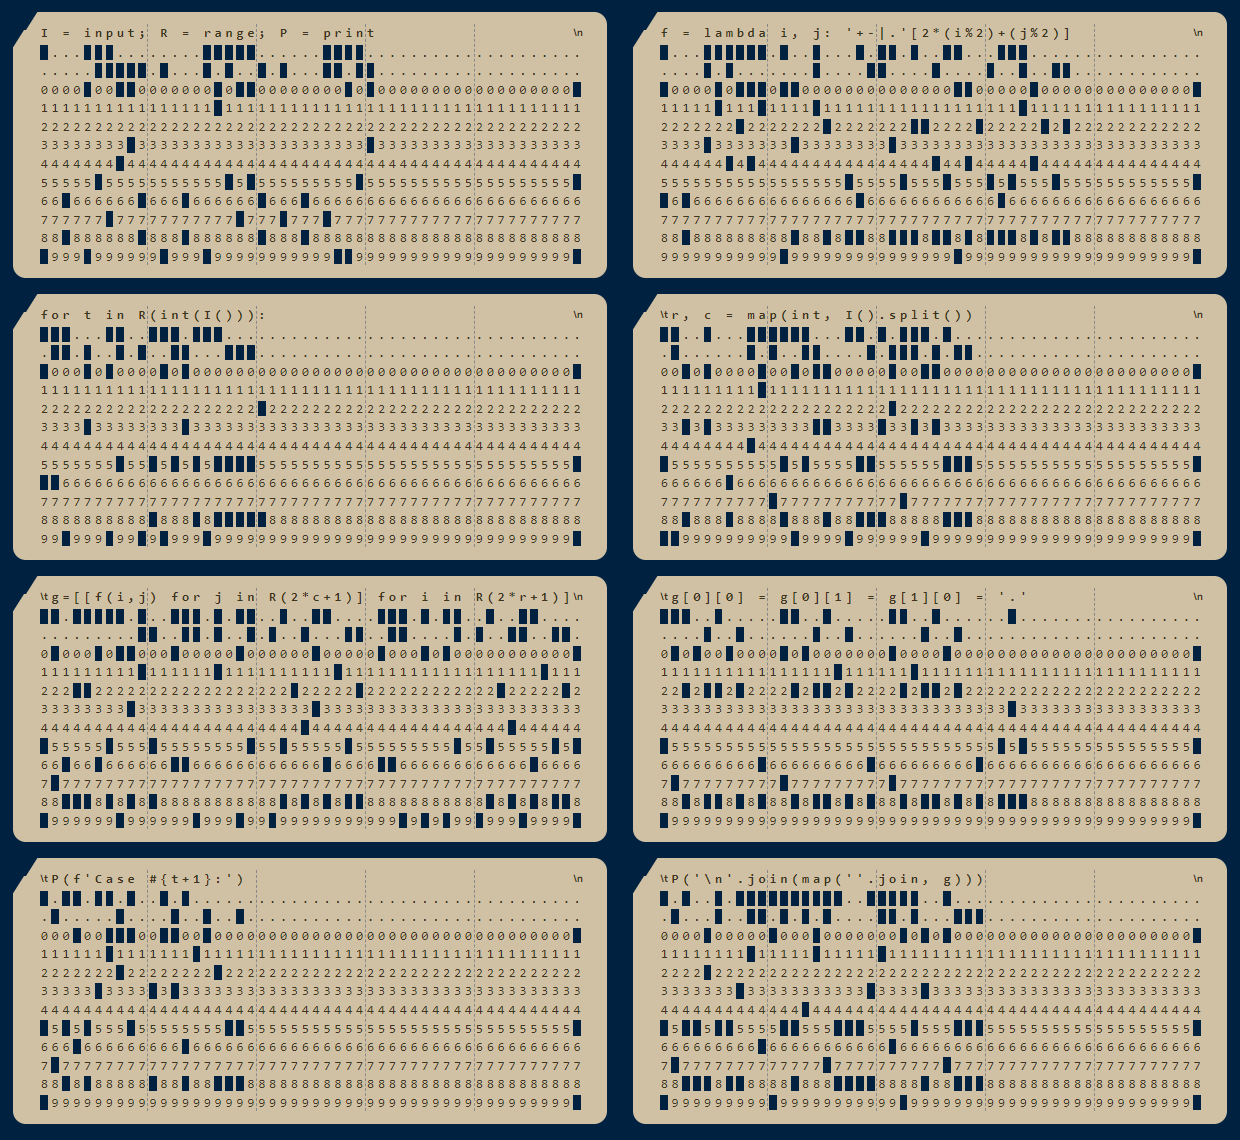 I = input; R = range; P = print \n
f = lambda i, j: '+-|.'[2*(i%2)+(j%2)] \n
for t in R(int(I())): \n
\tr, c = map(int, I().split()) \n
\tg=[[f(i,j) for j in R(2*c+1)] for i in R(2*r+1)] \n
\tg[0][0] = g[0][1] = g[1][0] = '.' \n
\tP(f'Case #{t+1}:') \n
\tP('\n'.join(map(''.join, g))) \n